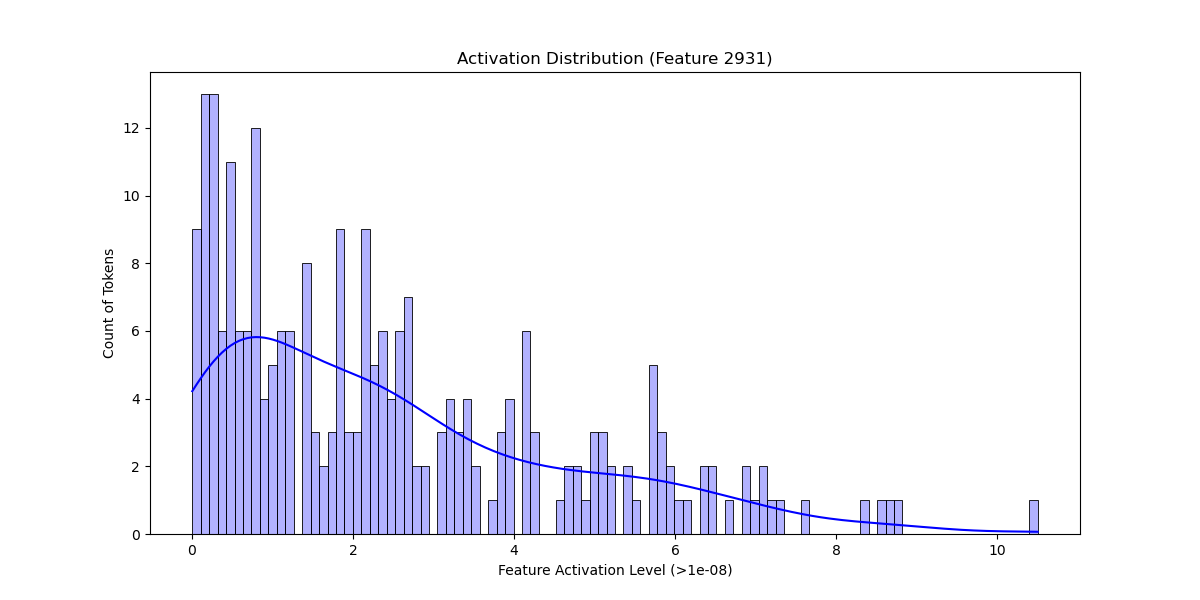 Activation Distribution (Feature 2931)
Count of Tokens
12
10
8
6
4
2
0
0 2 4 6 8 10
Feature Activation Level (>1e-08)